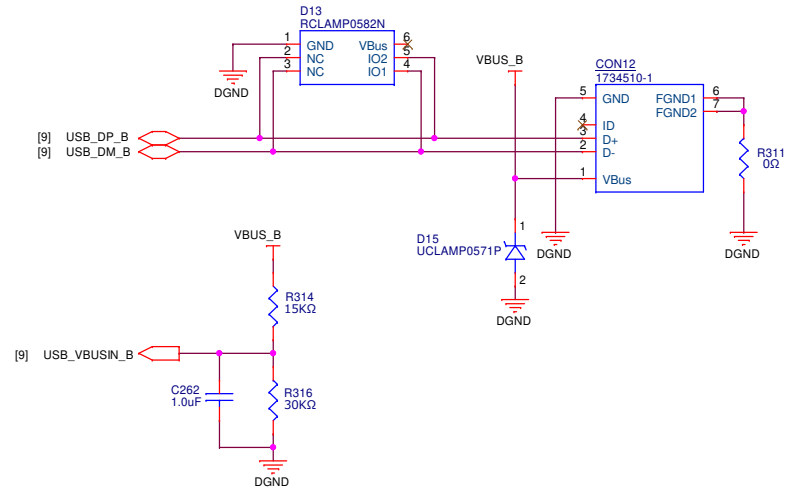 D13
RCLAMP0582N
1 GND VBus 6
2 NC IO2 5
3 NC IO1 4
DGND
VBUS_B
CON12
1734510-1
5 GND FGND1 6
FGND2 7
4 ID
3 D+
2 D-
1 VBus
[9] USB_DP_B
[9] USB_DM_B
R311
0Ω
DGND
DGND
D15
UCLAMP0571P
1
2
DGND
VBUS_B
R314
15KΩ
[9] USB_VBUSIN_B
C262
1.0uF
R316
30KΩ
DGND